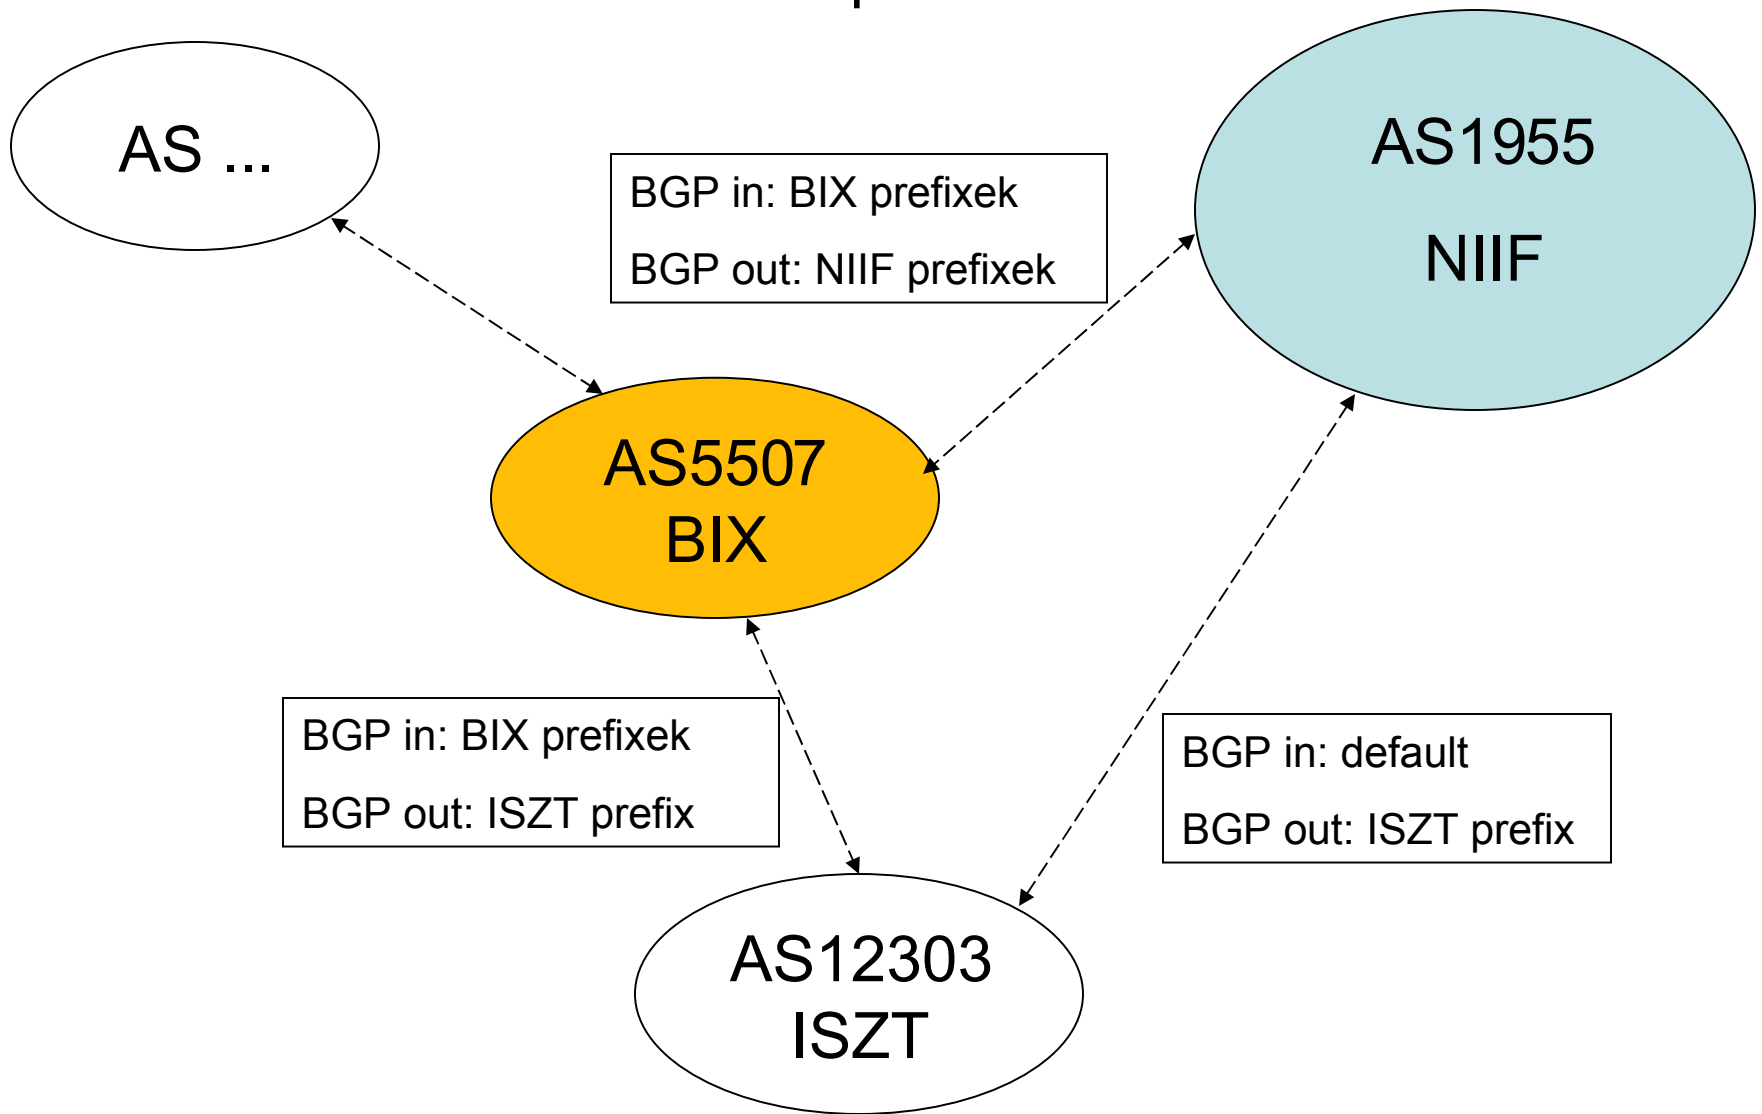 AS ...
AS1955
NIIF
BGP in: BIX prefixek
BGP out: NIIF prefixek
AS5507
BIX
BGP in: BIX prefixek
BGP out: ISZT prefix
BGP in: default
BGP out: ISZT prefix
AS12303
ISZT